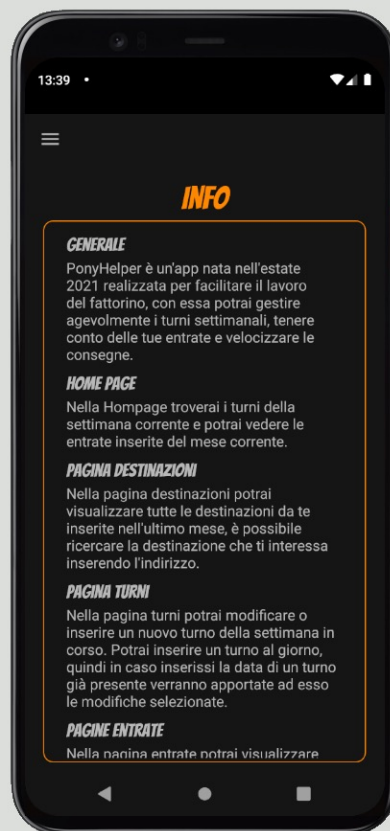 13:39
INFO
GENERALE
PonyHelper è un'app nata nell'estate
2021 realizzata per facilitare il lavoro
del fattorino, con essa potrai gestire
agevolmente i turni settimanali, tenere
conto delle tue entrate e velocizzare le
consegne.
HOME PAGE
Nella Hompage troverai i turni della
settimana corrente e potrai vedere le
entrate inserite del mese corrente.
PAGINA DESTINAZIONI
Nella pagina destinazioni potrai
visualizzare tutte le destinazioni da te
inserite nell'ultimo mese, è possibile
ricercare la destinazione che ti interessa
inserendo l'indirizzo.
PAGINA TURNI
Nella pagina turni potrai modificare o
inserire un nuovo turno della settimana in
corso. Potrai inserire un turno al giorno,
quindi in caso inserissi la data di un turno
già presente verranno apportate ad esso
le modifiche selezionate.
PAGINE ENTRATE
Nella pagina entrate potrai visualizzare